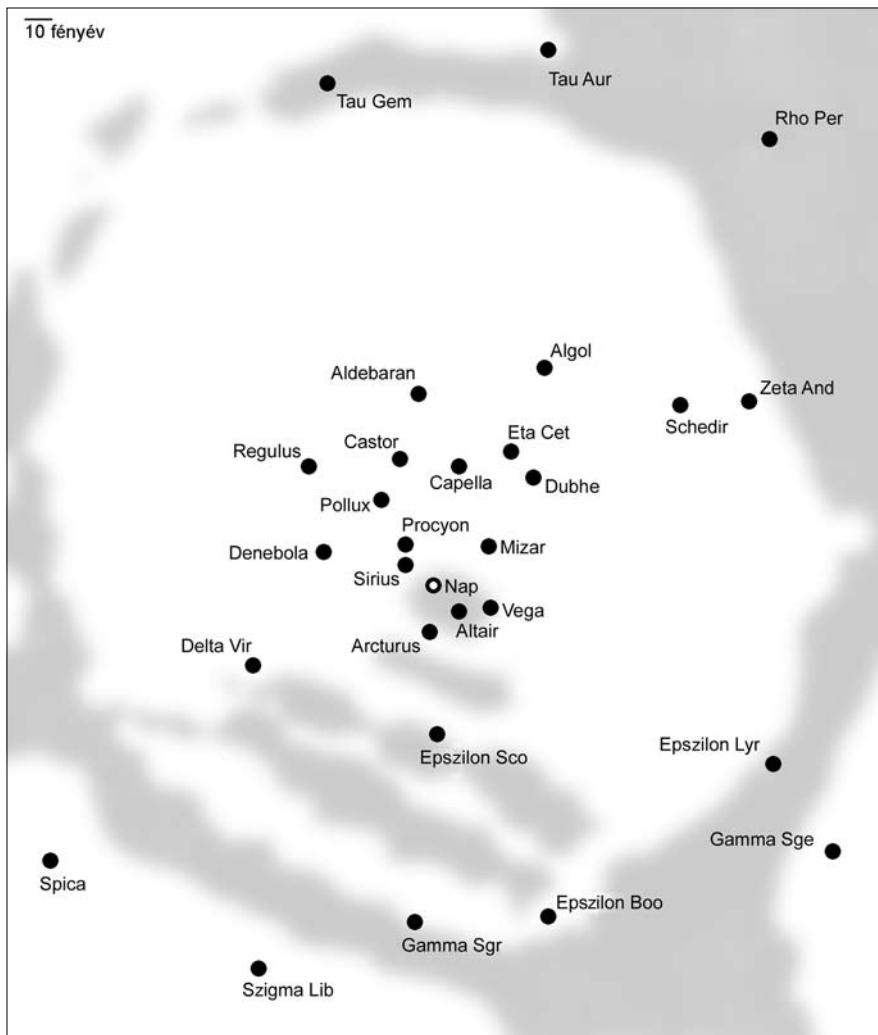 10 fényév
Tau Aur
Tau Gem
Rho Per
Algol
Aldebaran
Zeta And
Schedir
Eta Cet
Castor
Regulus
Capella
Dubhe
Pollux
Procyon
Mizar
Denebola
Sirius
Nap
Vega
Altair
Arcturus
Delta Vir
Epszilon Lyr
Epszilon Sco
Gamma Sge
Spica
Epszilon Boo
Gamma Sgr
Szigma Lib